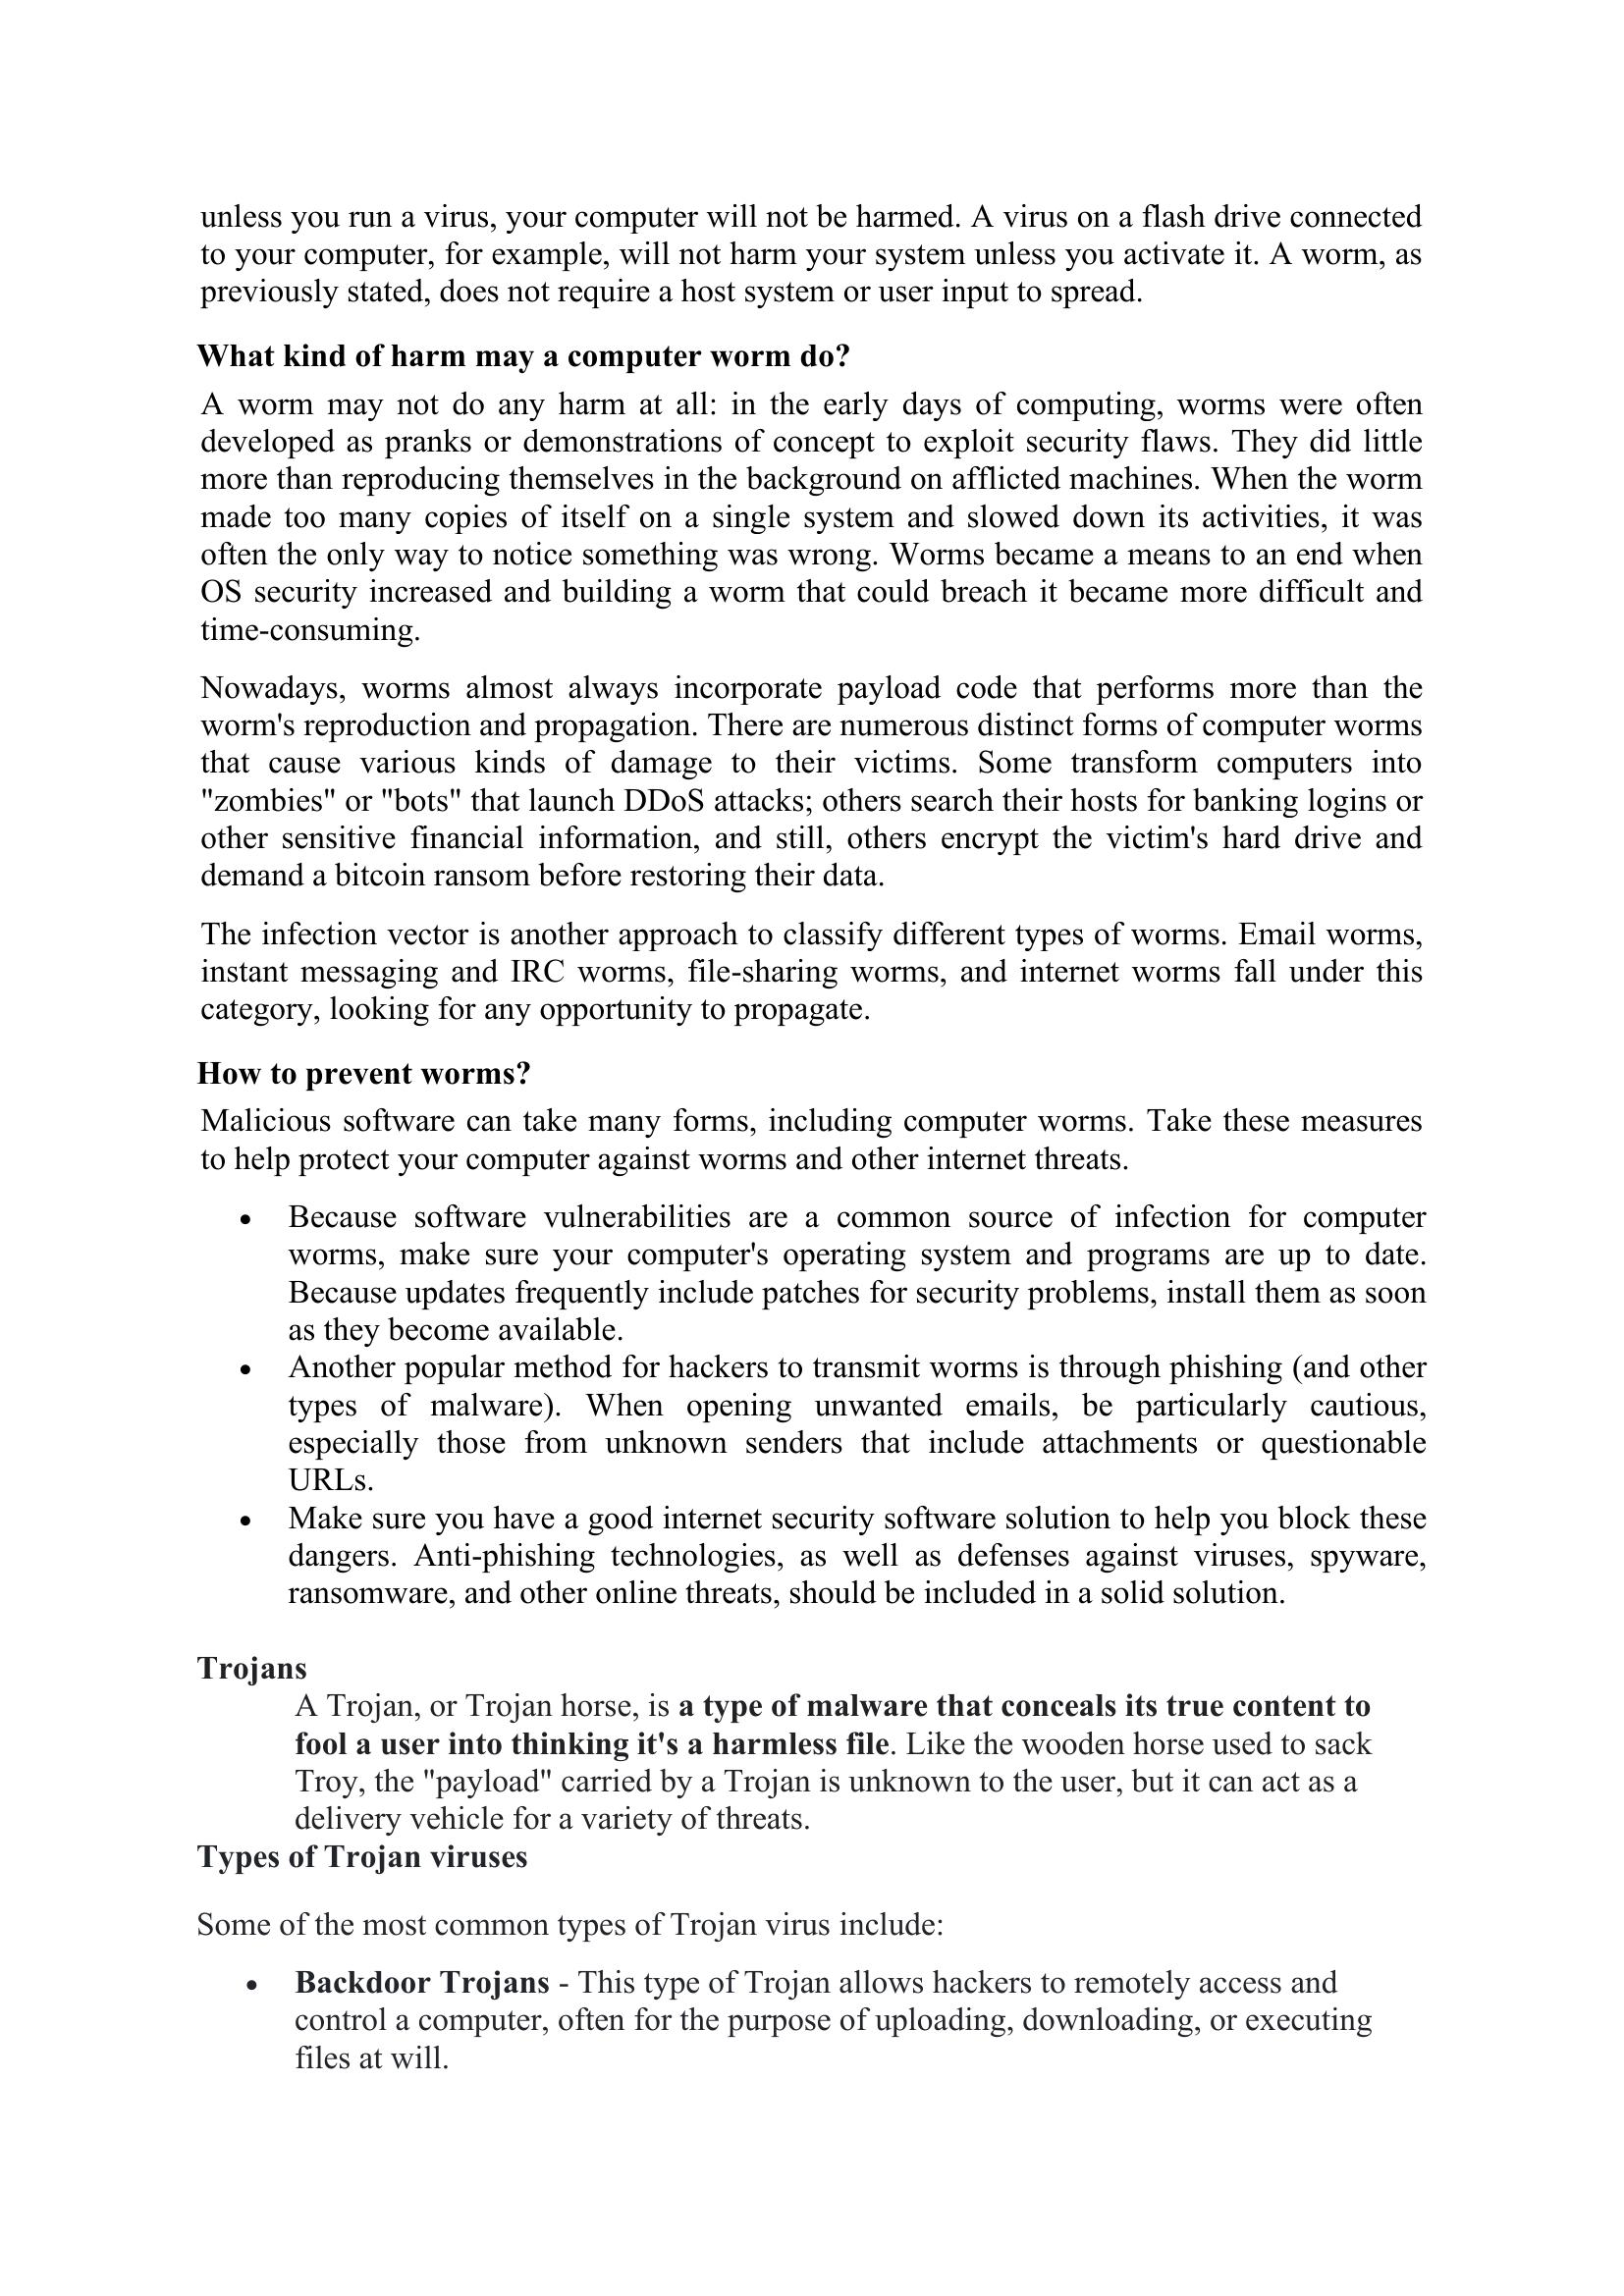 unless you run a virus, your computer will not be harmed. A virus on a flash drive connected
to your computer, for example, will not harm your system unless you activate it. A worm, as
previously stated, does not require a host system or user input to spread.
What kind of harm may a computer worm do?
A worm may not do any harm at all: in the early days of computing, worms were often
developed as pranks or demonstrations of concept to exploit security flaws. They did little
more than reproducing themselves in the background on afflicted machines. When the worm
made too many copies of itself on a single system and slowed down its activities, it was
often the only way to notice something was wrong. Worms became a means to an end when
OS security increased and building a worm that could breach it became more difficult and
time-consuming.
Nowadays, worms almost always incorporate payload code that performs more than the
worm's reproduction and propagation. There are numerous distinct forms of computer worms
that cause various kinds of damage to their victims. Some transform computers into
"zombies" or "bots" that launch DDoS attacks; others search their hosts for banking logins or
other sensitive financial information, and still, others encrypt the victim's hard drive and
demand a bitcoin ransom before restoring their data.
The infection vector is another approach to classify different types of worms. Email worms,
instant messaging and IRC worms, file-sharing worms, and internet worms fall under this
category, looking for any opportunity to propagate.
How to prevent worms?
Malicious software can take many forms, including computer worms. Take these measures
to help protect your computer against worms and other internet threats.
• Because software vulnerabilities are a common source of infection for computer
worms, make sure your computer's operating system and programs are up to date.
Because updates frequently include patches for security problems, install them as soon
as they become available.
• Another popular method for hackers to transmit worms is through phishing (and other
types of malware). When opening unwanted emails, be particularly cautious,
especially those from unknown senders that include attachments or questionable
URLs.
• Make sure you have a good internet security software solution to help you block these
dangers. Anti-phishing technologies, as well as defenses against viruses, spyware,
ransomware, and other online threats, should be included in a solid solution.
Trojans
A Trojan, or Trojan horse, is a type of malware that conceals its true content to
fool a user into thinking it's a harmless file. Like the wooden horse used to sack
Troy, the "payload" carried by a Trojan is unknown to the user, but it can act as a
delivery vehicle for a variety of threats.
Types of Trojan viruses
Some of the most common types of Trojan virus include:
• Backdoor Trojans - This type of Trojan allows hackers to remotely access and
control a computer, often for the purpose of uploading, downloading, or executing
files at will.